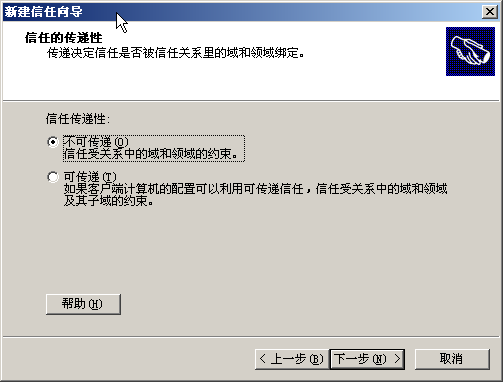 新建信任向导
信任的传递性
传递决定信任是否被信任关系里的域和领域绑定。
信任传递性:
不可传递(O)
信任受关系中的域和领域的约束。
可传递(T)
如果客户端计算机的配置可以利用可传递信任，信任受关系中的域和领域
及其子域的约束。
帮助(H)
< 上一步(B) 下一步(N) > 取消